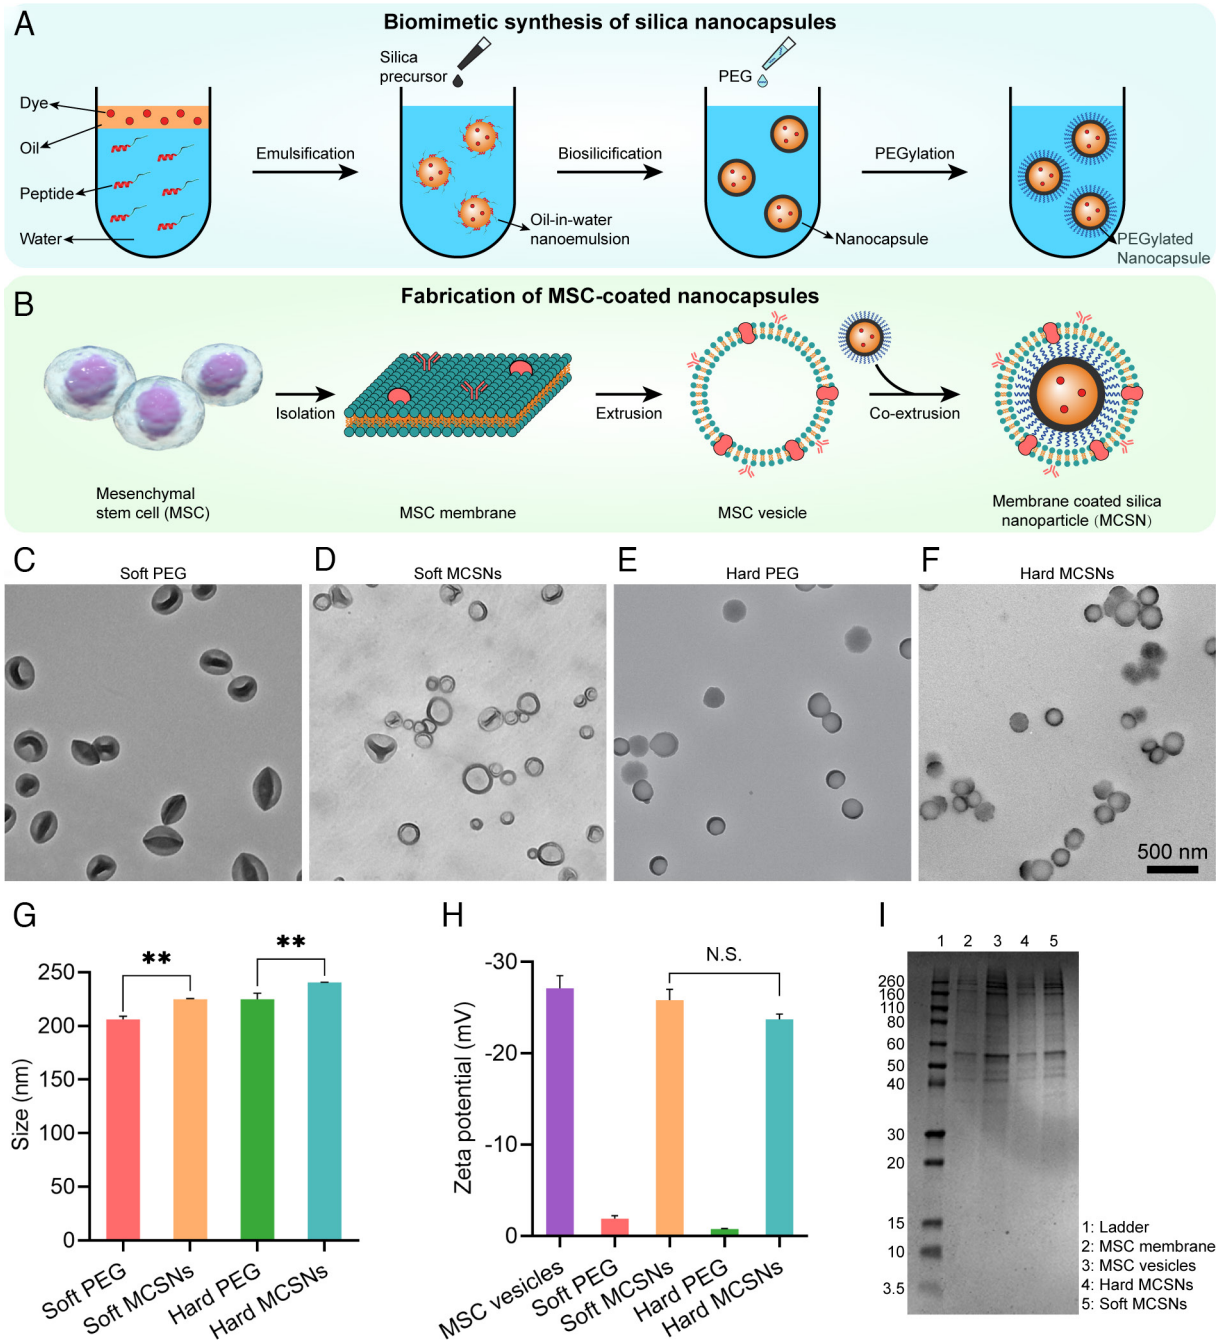 A
Biomimetic synthesis of silica nanocapsules
Silica
precursor
PEG
Dye
Oil
Peptide
Water
Emulsification
Biosilicification
PEGylation
Oil-in-water
nanoemulsion
Nanocapsule
PEGylated
Nanocapsule
B
Fabrication of MSC-coated nanocapsules
Isolation
Extrusion
Co-extrusion
Mesenchymal
stem cell (MSC)
MSC membrane
MSC vesicle
Membrane coated silica
nanoparticle (MCSN)
C
Soft PEG
D
Soft MCSNs
E
Hard PEG
F
Hard MCSNs
500 nm
G
Size (nm)
250
200
150
100
50
0
**
**
Soft PEG
Soft MCSNs
Hard PEG
Hard MCSNs
H
Zeta potential (mV)
-30
-20
-10
0
N.S.
MSC vesicles
Soft PEG
Soft MCSNs
Hard PEG
Hard MCSNs
I
1 2 3 4 5
260
160
110
80
60
50
40
30
20
15
10
3.5
1: Ladder
2: MSC membrane
3: MSC vesicles
4: Hard MCSNs
5: Soft MCSNs